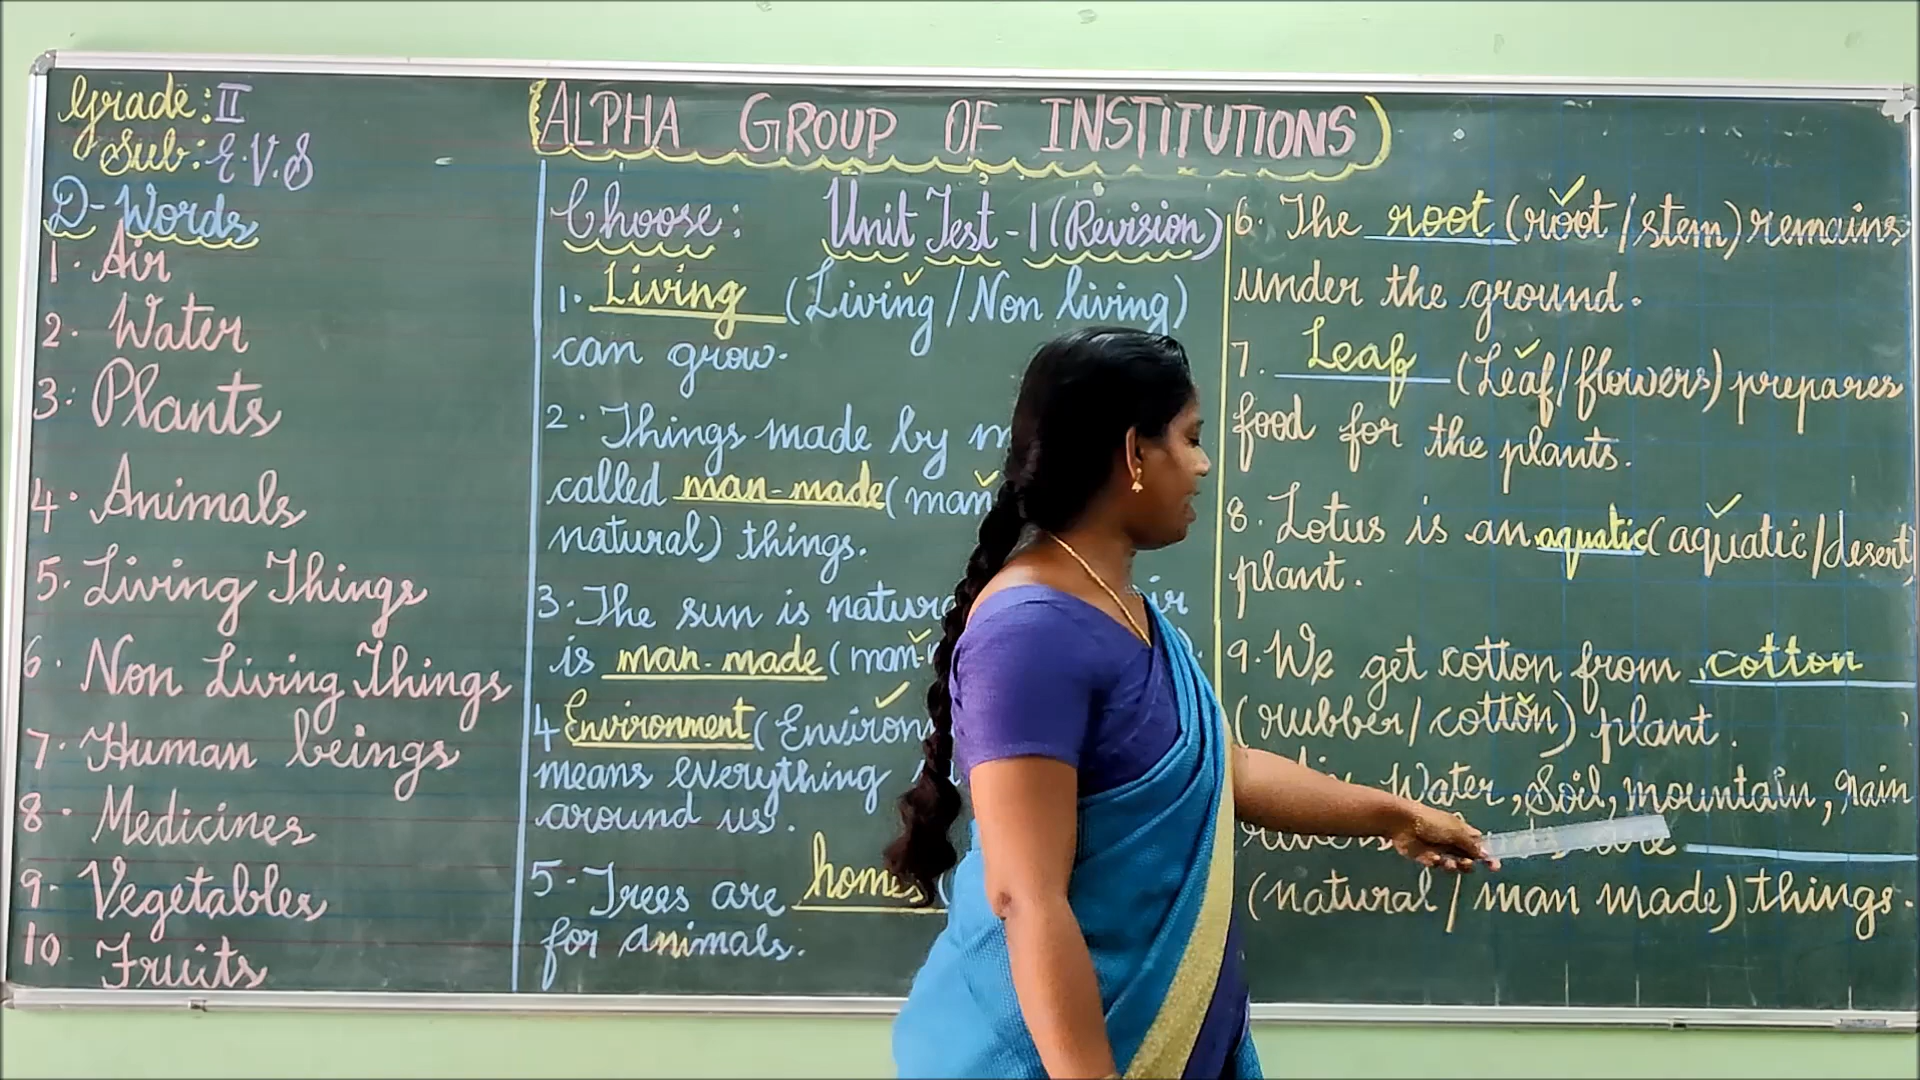 Grade: II
Sub: E.V.S
ALPHA GROUP OF INSTITUTIONS
D-Words
1. Air
2. Water
3. Plants
4. Animals
5. Living Things
6. Non Living Things
7. Human beings
8. Medicines
9. Vegetables
10. Fruits
Choose: Unit Test-1 (Revision)
1. Living (Living / Non living)
can grow.
2. Things made by
called man-made (man
natural) things.
3. The sun is
is man-made (man-
4 Environment (
means everything
around us.
5. Trees are homes (
for animals.
6. The root (root / stem) remains
under the ground.
7. Leaf (Leaf/flowers) prepares
food for the plants.
8. Lotus is an aquatic (aquatic / desert)
plant.
9. We get cotton from cotton
(rubber/cotton) plant.
Water, Soil, mountain, rain
rivers are
(natural / man made) things.